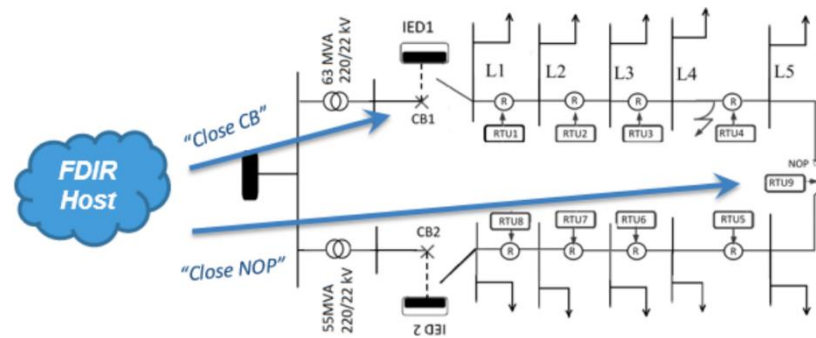 IED1
63 MVA
220/22 kV
L1
L2
L3
L4
L5
R
R
R
R
"Close CB"
CB1
RTU1
RTU2
RTU3
RTU4
FDIR
Host
NOP
RTU9
CB2
RTU8
RTU7
RTU6
RTU5
R
R
R
R
"Close NOP"
55MVA
220/22 kV
IED 2